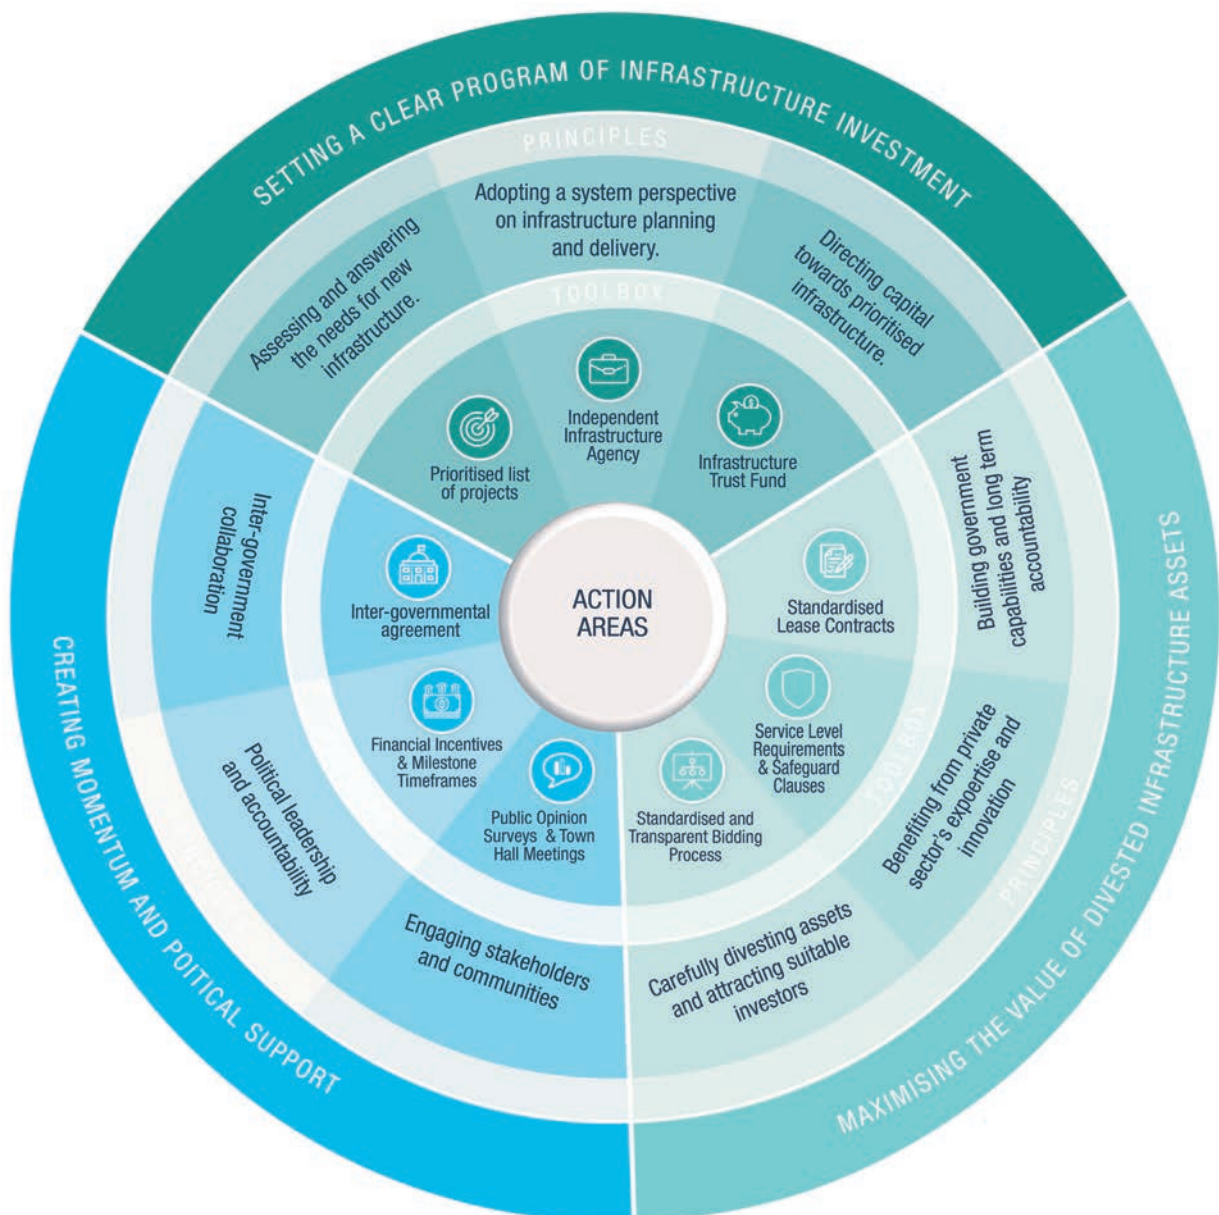 SETTING A CLEAR PROGRAM OF INFRASTRUCTURE INVESTMENT
PRINCIPLES
Assessing and answering
the needs for new
infrastructure.
Adopting a system perspective
on infrastructure planning
and delivery.
Directing capital
towards prioritised
infrastructure.
TOOLBOX
Prioritised list
of projects
Independent
Infrastructure
Agency
Infrastructure
Trust Fund
ACTION
AREAS
MAXIMISING THE VALUE OF DIVESTED INFRASTRUCTURE ASSETS
PRINCIPLES
Building government
capabilities and long term
accountability
Benefiting from private
sector's expoertise and
innovation
Carefully divesting assets
and attracting suitable
investors
TOOLBOX
Standardised
Lease Contracts
Service Level
Requirements
& Safeguard
Clauses
Standardised and
Transparent Bidding
Process
CREATING MOMENTUM AND POITICAL SUPPORT
Inter-government
collaboration
Political leadership
and accountability
Engaging stakeholders
and communities
Inter-governmental
agreement
Financial Incentives
& Milestone
Timeframes
Public Opinion
Surveys & Town
Hall Meetings